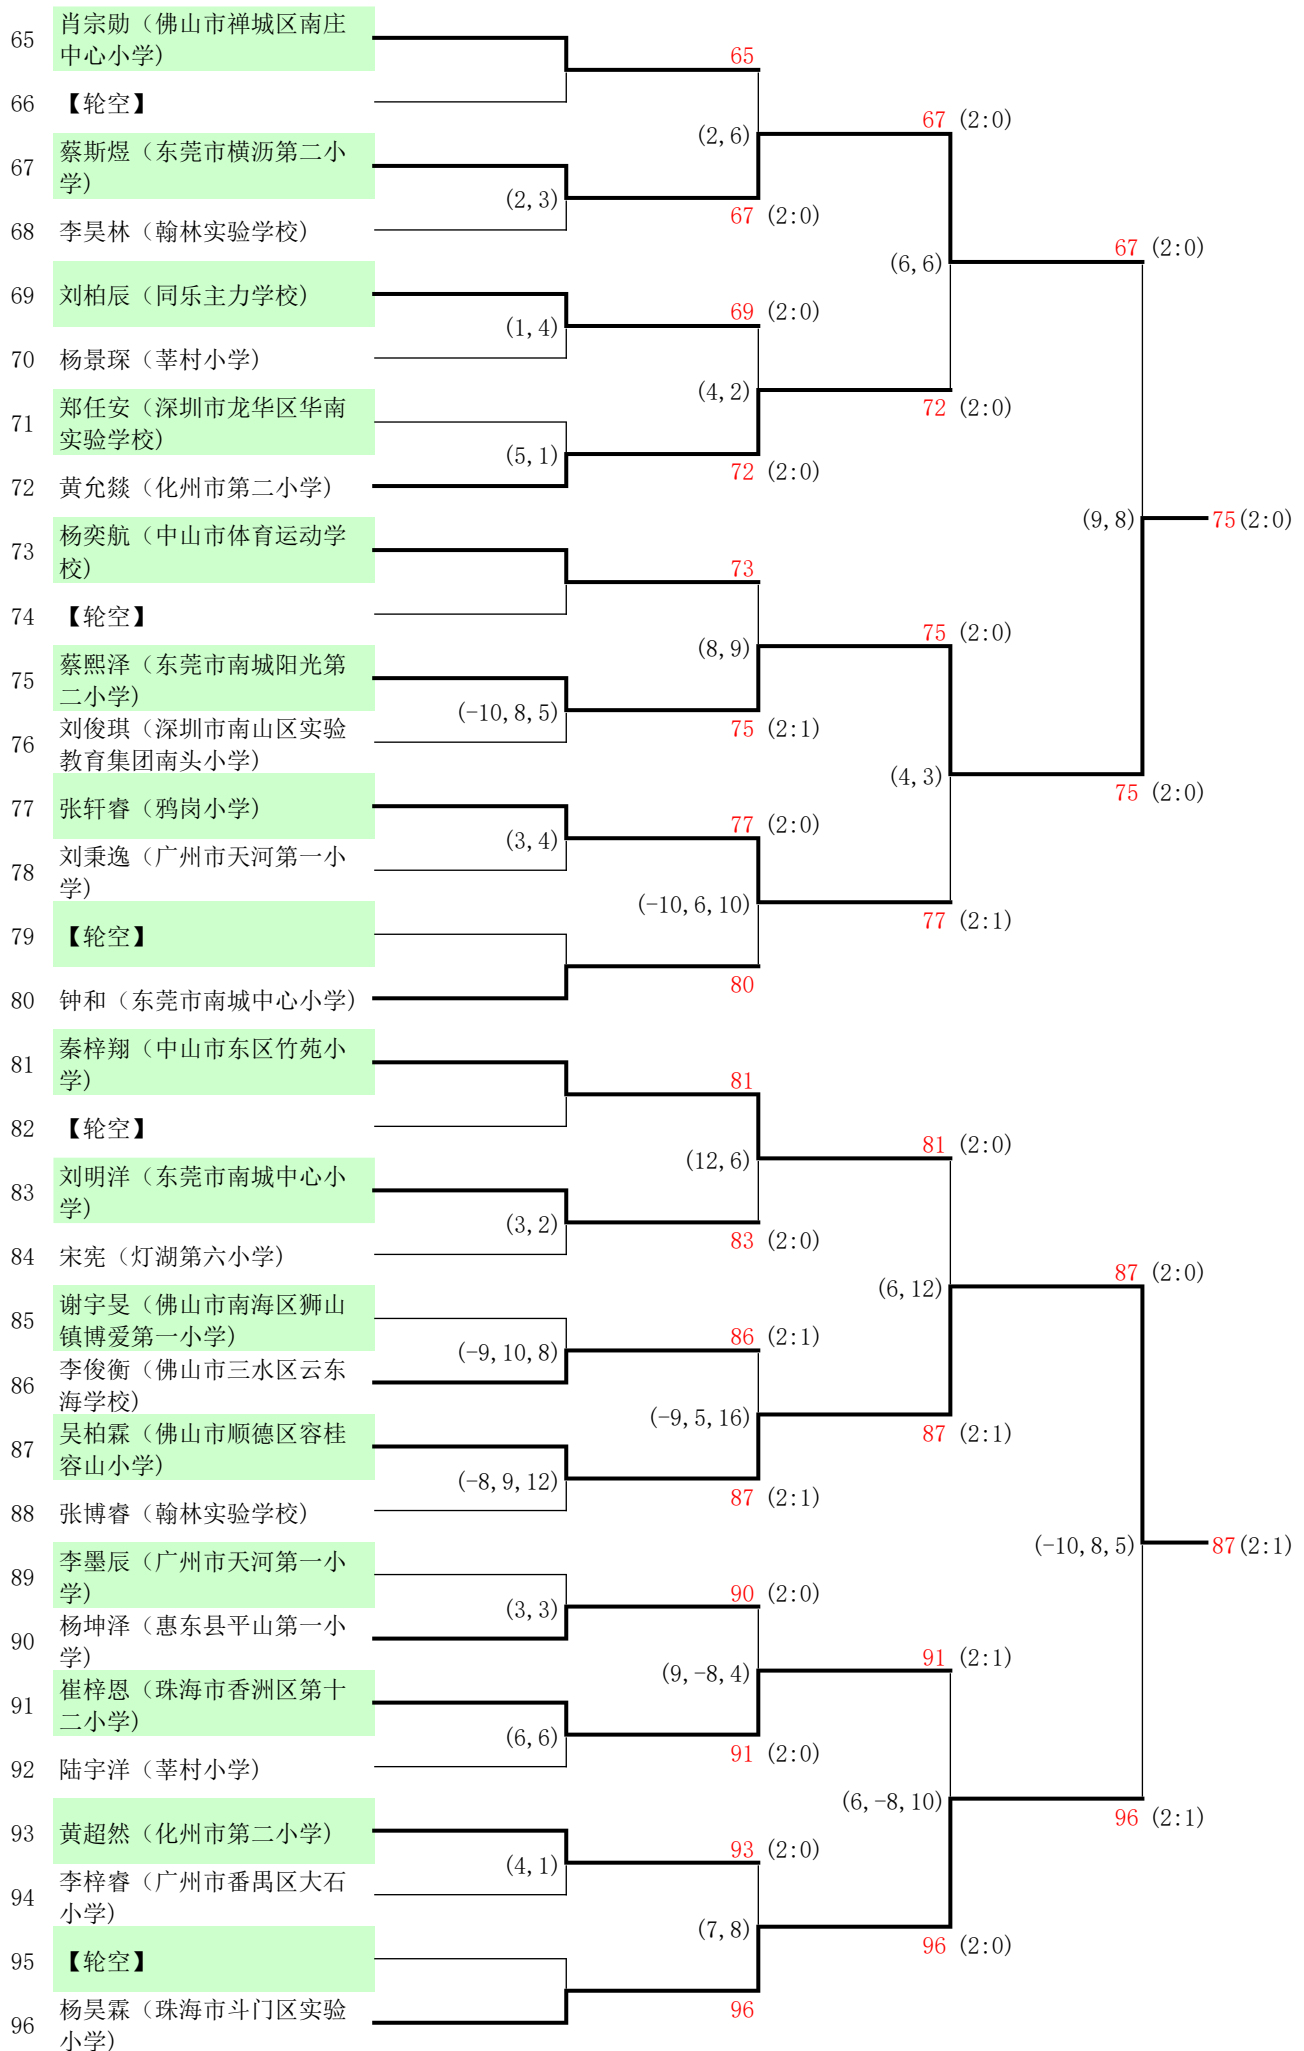 65 肖宗勋（佛山市禅城区南庄
中心小学）
65
66 【轮空】
(2,6)
67 (2:0)
67 蔡斯煜（东莞市横沥第二小
学）
(2,3)
67 (2:0)
68 李昊林（翰林实验学校）
(6,6)
67 (2:0)
69 刘柏辰（同乐主力学校）
(1,4)
69 (2:0)
70 杨景琛（莘村小学）
(4,2)
72 (2:0)
71 郑任安（深圳市龙华区华南
实验学校）
(5,1)
72 (2:0)
72 黄允燚（化州市第二小学）
(9,8)
75(2:0)
73 杨奕航（中山市体育运动学
校）
73
74 【轮空】
(8,9)
75 (2:0)
75 蔡熙泽（东莞市南城阳光第
二小学）
(-10,8,5)
75 (2:1)
76 刘俊琪（深圳市南山区实验
教育集团南头小学）
(4,3)
75 (2:0)
77 张轩睿（鸦岗小学）
(3,4)
77 (2:0)
78 刘秉逸（广州市天河第一小
学）
(-10,6,10)
77 (2:1)
79 【轮空】
80
80 钟和（东莞市南城中心小学）
81 秦梓翔（中山市东区竹苑小
学）
81
82 【轮空】
(12,6)
81 (2:0)
83 刘明洋（东莞市南城中心小
学）
(3,2)
83 (2:0)
84 宋宪（灯湖第六小学）
(6,12)
87 (2:0)
85 谢宇旻（佛山市南海区狮山
镇博爱第一小学）
(-9,10,8)
86 (2:1)
86 李俊衡（佛山市三水区云东
海学校）
(-9,5,16)
87 (2:1)
87 吴柏霖（佛山市顺德区容桂
容山小学）
(-8,9,12)
87 (2:1)
88 张博睿（翰林实验学校）
(-10,8,5)
87(2:1)
89 李墨辰（广州市天河第一小
学）
(3,3)
90 (2:0)
90 杨坤泽（惠东县平山第一小
学）
(9,-8,4)
91 (2:1)
91 崔梓恩（珠海市香洲区第十
二小学）
(6,6)
91 (2:0)
92 陆宇洋（莘村小学）
(6,-8,10)
96 (2:1)
93 黄超然（化州市第二小学）
(4,1)
93 (2:0)
94 李梓睿（广州市番禺区大石
小学）
(7,8)
96 (2:0)
95 【轮空】
96
96 杨昊霖（珠海市斗门区实验
小学）